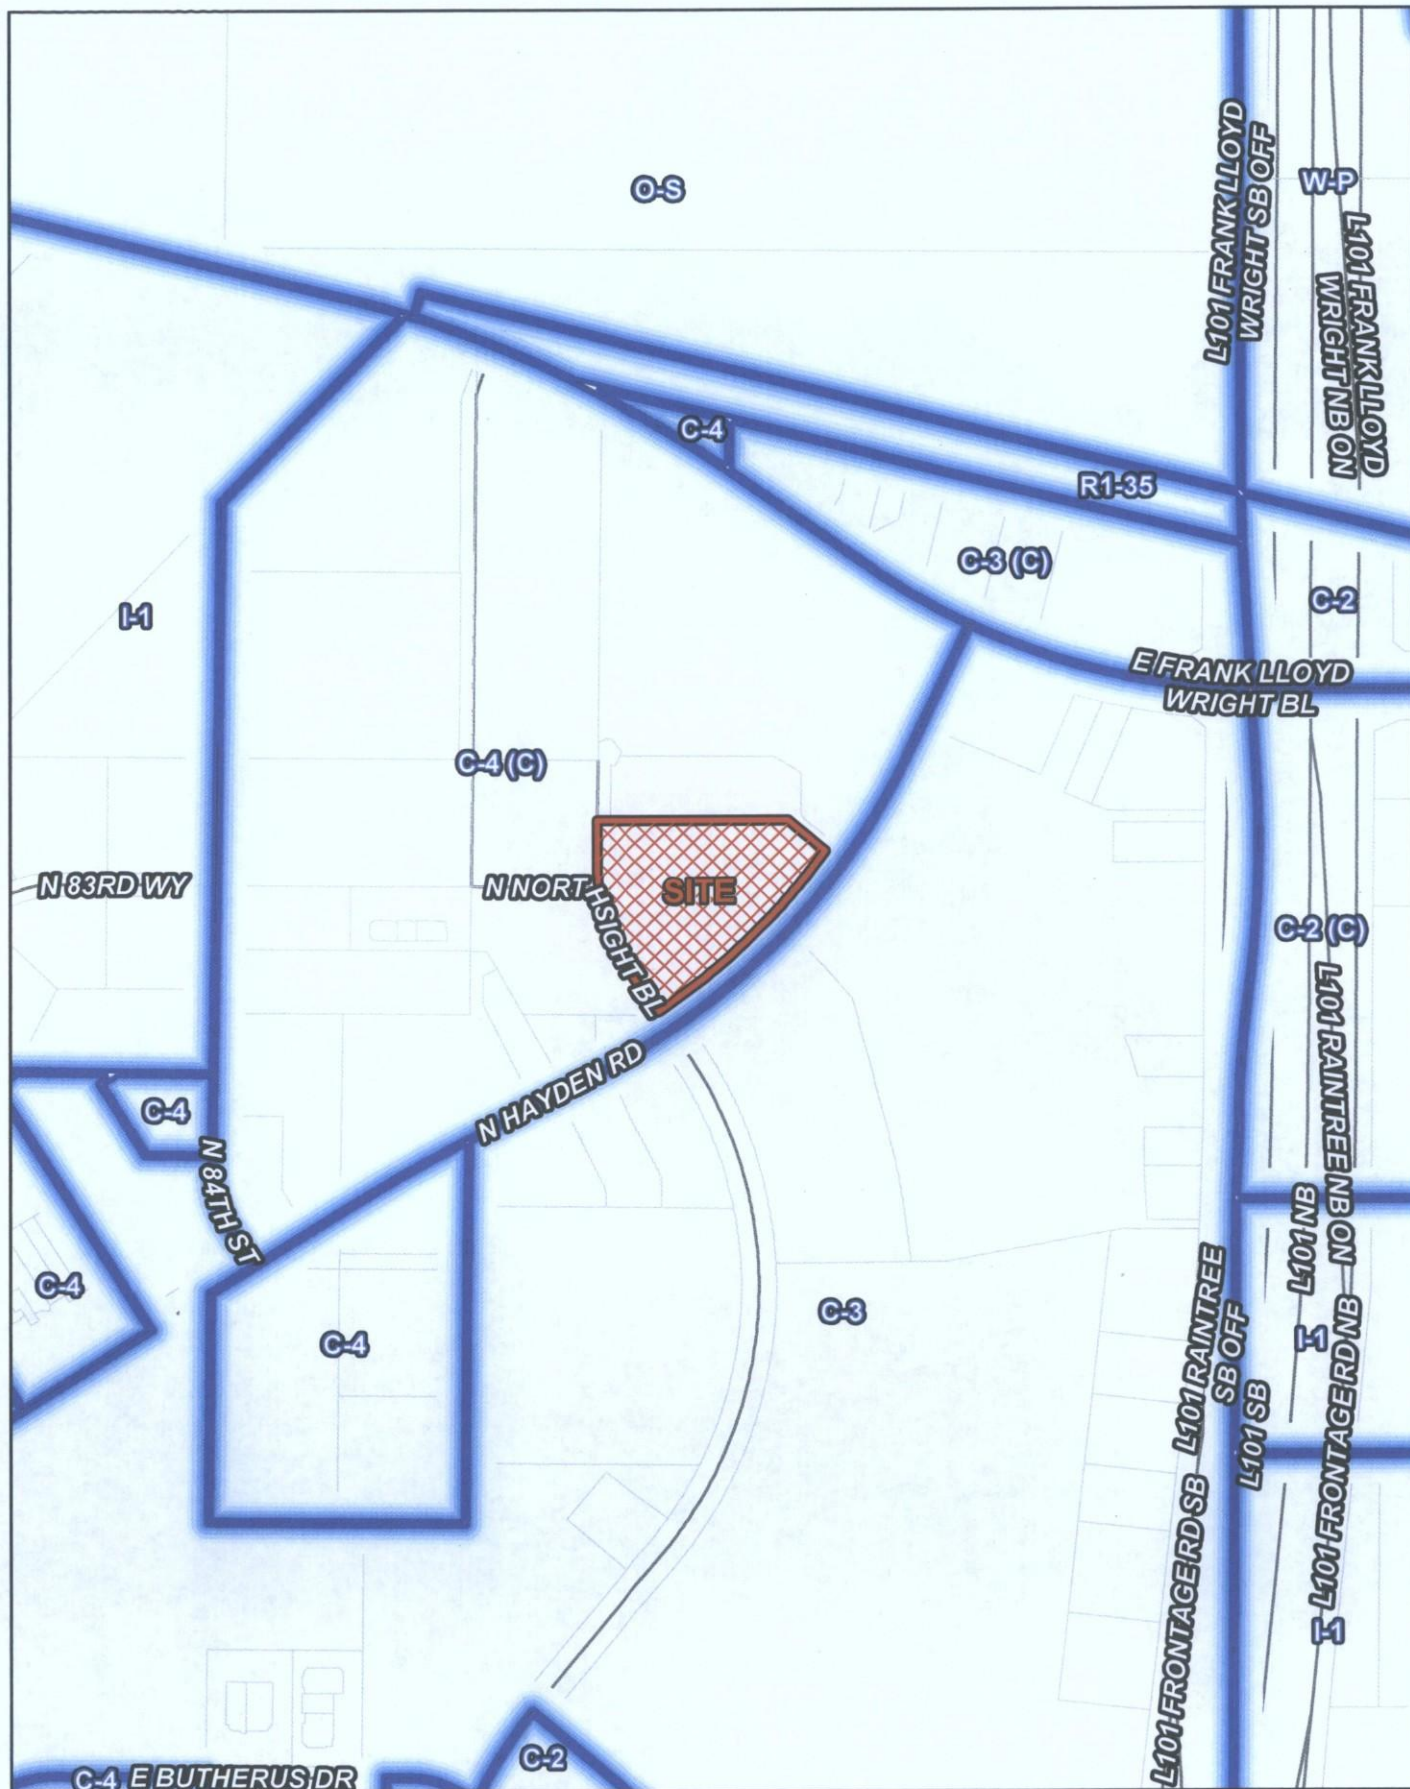 O-S
L101 FRANK LLOYD
WRIGHT SB OFF
W-P
L101 FRANK LLOYD
WRIGHT NB ON
C-4
R1-35
C-3 (C)
I-1
C-2
E FRANK LLOYD
WRIGHT BL
C-4 (C)
N 83RD WY
N NORTHSIGHT BL
SITE
C-2 (C)
L101 RAINTREE NB ON
N HAYDEN RD
C-4
N 84TH ST
L101 NB
C-4
C-4
C-3
L101 RAINTREE
SB OFF
I-1
L101 SB
L101 FRONTAGE RD NB
L101 FRONTAGE RD SB
I-1
C-2
C-4
E BUTHERUS DR